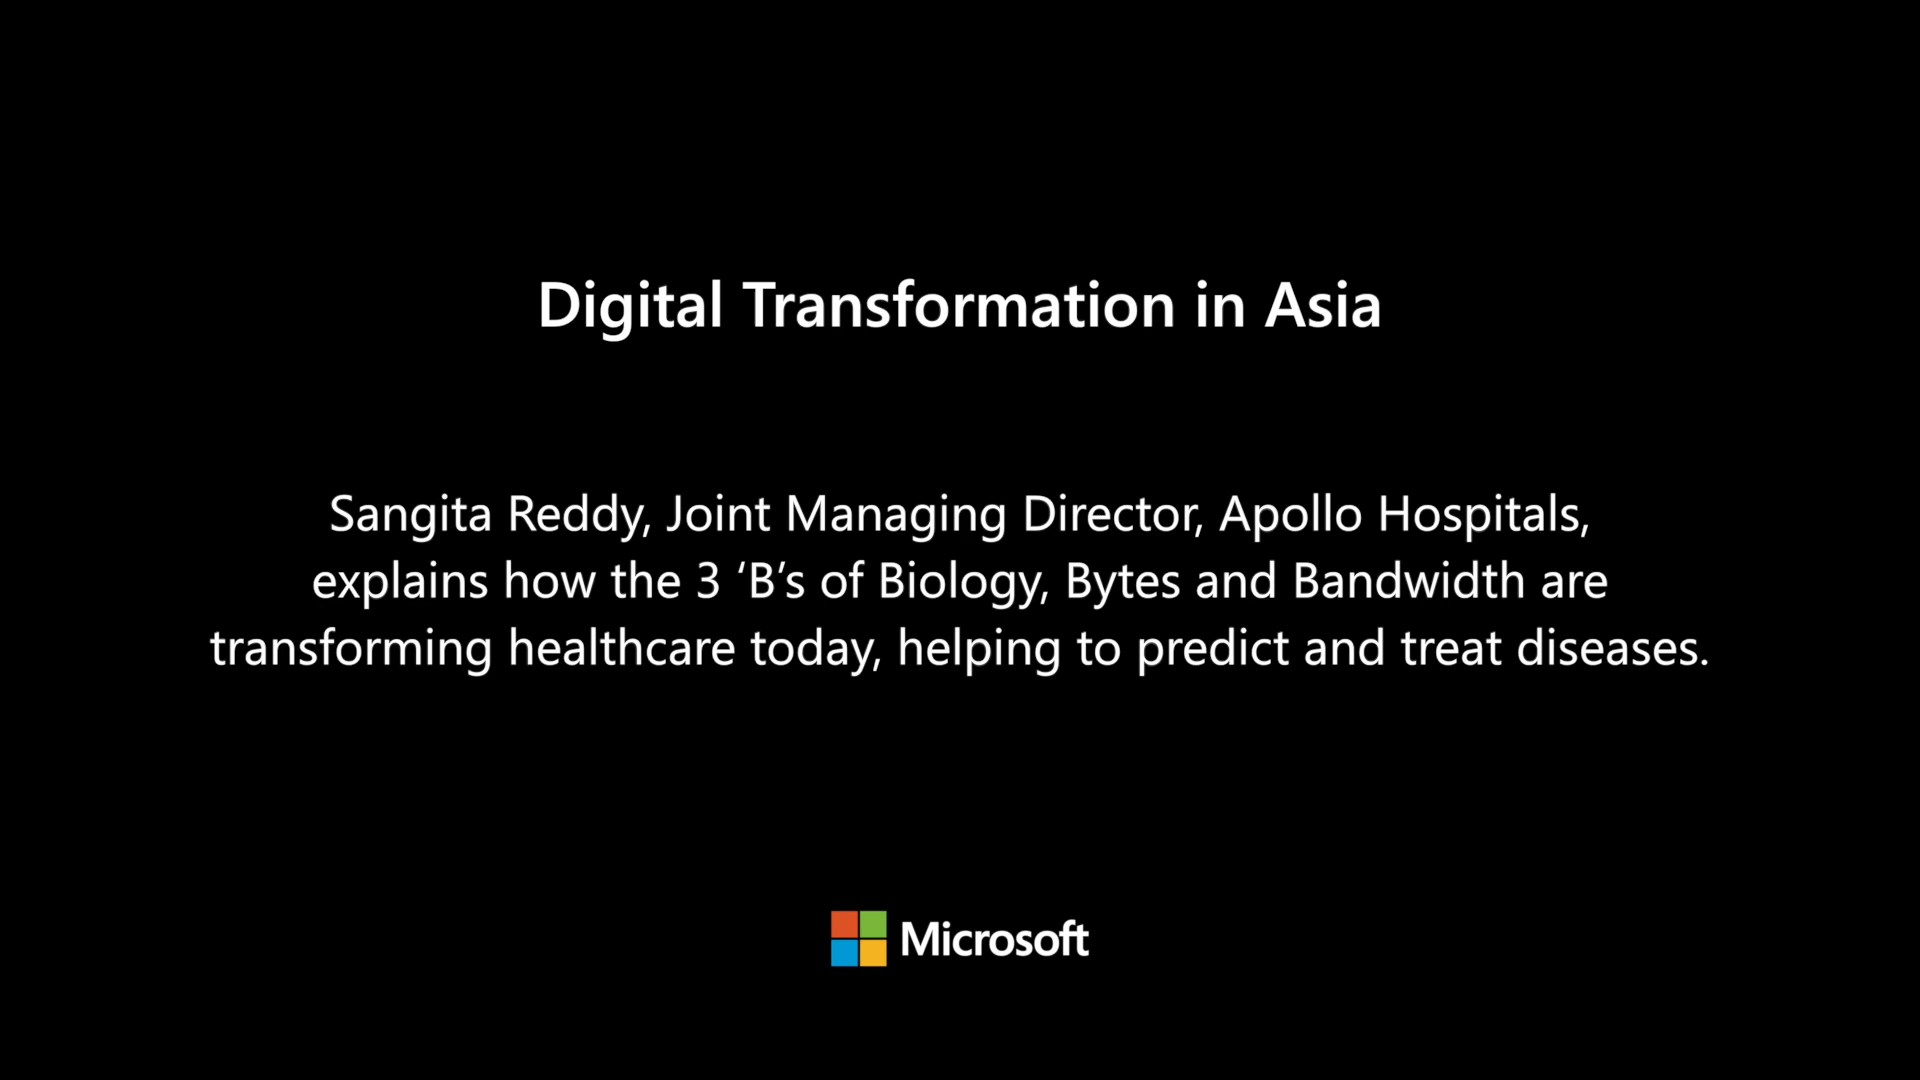 Digital Transformation in Asia
Sangita Reddy, Joint Managing Director, Apollo Hospitals,
explains how the 3 ‘B’s of Biology, Bytes and Bandwidth are
transforming healthcare today, helping to predict and treat diseases.
Microsoft